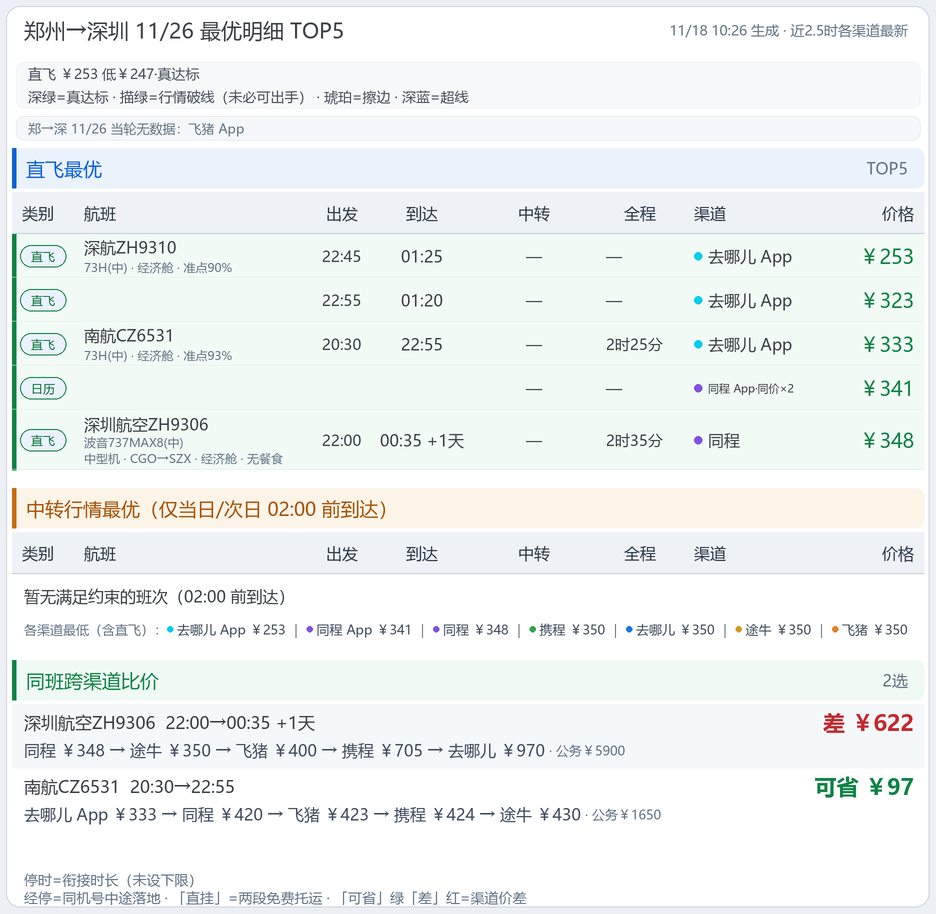 郑州→深圳 11/26 最优明细 TOP5
11/18 10:26 生成 · 近2.5时各渠道最新
直飞 ￥253 低￥247·真达标
深绿=真达标 · 描绿=行情破线（未必可出手） · 琥珀=擦边 · 深蓝=超线
郑→深 11/26 当轮无数据：飞猪 App
直飞最优 TOP5
类别 航班 出发 到达 中转 全程 渠道 价格
直飞 深航ZH9310 22:45 01:25 — — 去哪儿 App ￥253
73H(中) · 经济舱 · 准点90%
直飞 22:55 01:20 — — 去哪儿 App ￥323
直飞 南航CZ6531 20:30 22:55 — 2时25分 去哪儿 App ￥333
73H(中) · 经济舱 · 准点93%
日历 — — 同程 App·同价×2 ￥341
直飞 深圳航空ZH9306 22:00 00:35 +1天 — 2时35分 同程 ￥348
波音737MAX8(中)
中型机 · CGO→SZX · 经济舱 · 无餐食
中转行情最优（仅当日/次日 02:00 前到达）
类别 航班 出发 到达 中转 全程 渠道 价格
暂无满足约束的班次（02:00 前到达）
各渠道最低（含直飞）: 去哪儿 App ￥253 | 同程 App ￥341 | 同程 ￥348 | 携程 ￥350 | 去哪儿 ￥350 | 途牛 ￥350 | 飞猪 ￥350
同班跨渠道比价 2选
深圳航空ZH9306 22:00→00:35 +1天 差 ￥622
同程 ￥348 → 途牛 ￥350 → 飞猪 ￥400 → 携程 ￥705 → 去哪儿 ￥970 · 公务￥5900
南航CZ6531 20:30→22:55 可省 ￥97
去哪儿 App ￥333 → 同程 ￥420 → 飞猪 ￥423 → 携程 ￥424 → 途牛 ￥430 · 公务￥1650
停时=衔接时长（未设下限）
经停=同机号中途落地 · 「直挂」=两段免费托运 · 「可省」绿「差」红=渠道价差